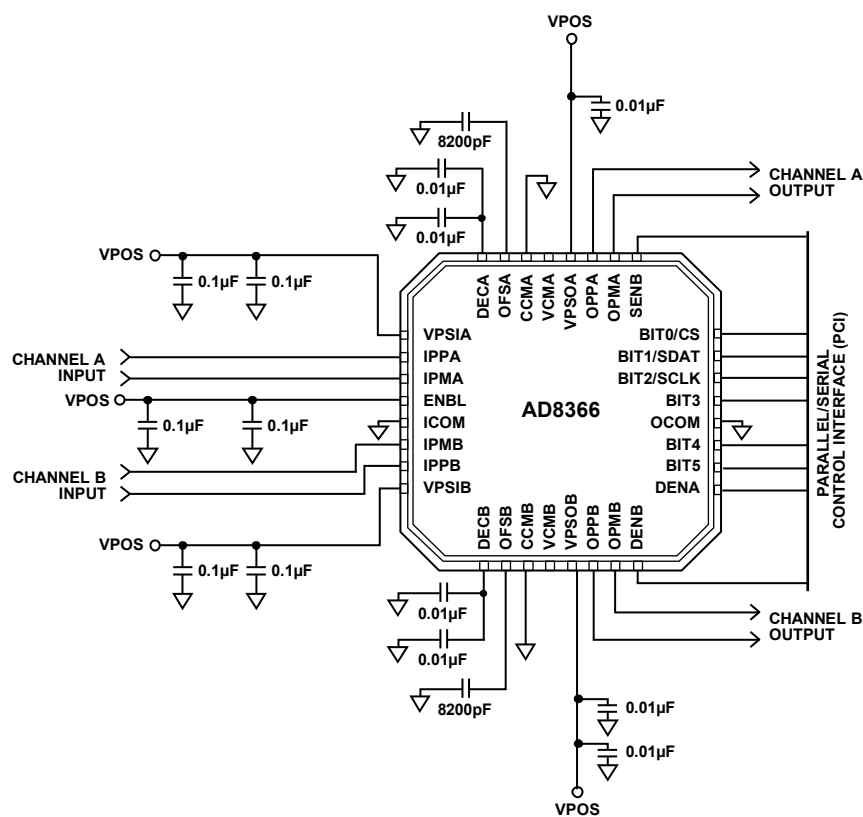 VPOS
0.01µF
8200pF
0.01µF
0.01µF
CHANNEL A
OUTPUT
VPOS
0.1µF
0.1µF
DECA
OFSA
CCMA
VCMA
VPSOA
OPPA
OPMA
SENB
VPSIA
IPPA
IPMA
ENBL
ICOM
IPMB
IPPB
VPSIB
CHANNEL A
INPUT
VPOS
0.1µF
0.1µF
CHANNEL B
INPUT
AD8366
BIT0/CS
BIT1/SDAT
BIT2/SCLK
BIT3
OCOM
BIT4
BIT5
DENA
PARALLEL/SERIAL
CONTROL INTERFACE (PCI)
DECB
OFSB
CCMB
VCMB
VPSOB
OPPB
OPMB
DENB
VPOS
0.1µF
0.1µF
0.01µF
0.01µF
8200pF
CHANNEL B
OUTPUT
0.01µF
0.01µF
VPOS